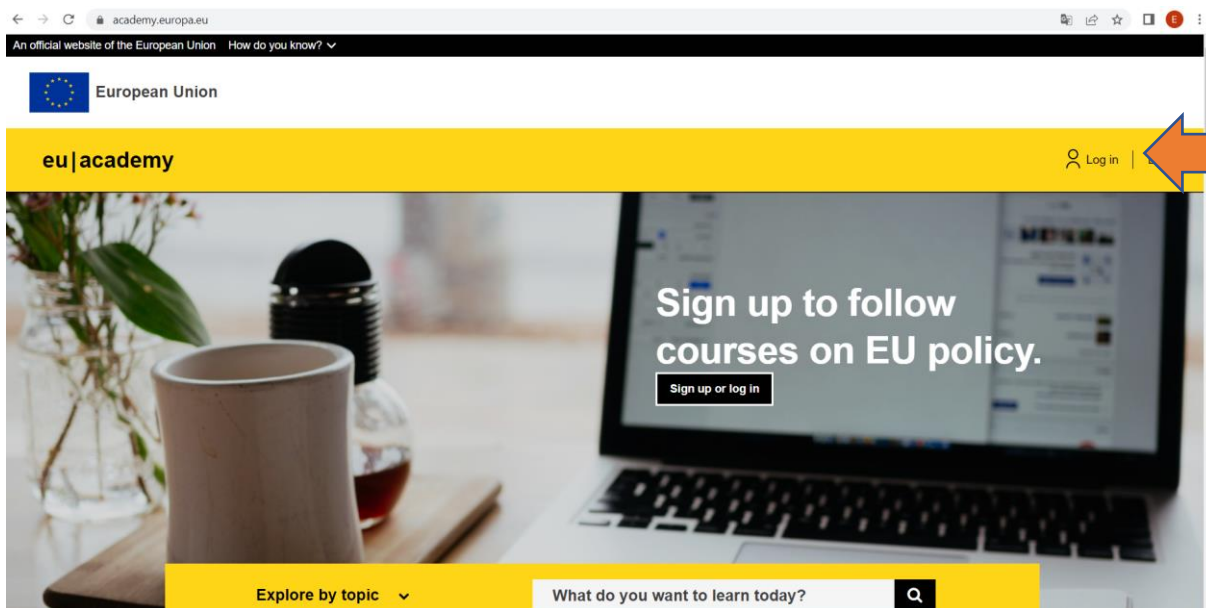 academy.europa.eu
E
An official website of the European Union How do you know?
European Union
eu|academy
Log in
Sign up to follow
courses on EU policy.
Sign up or log in
Explore by topic
What do you want to learn today?